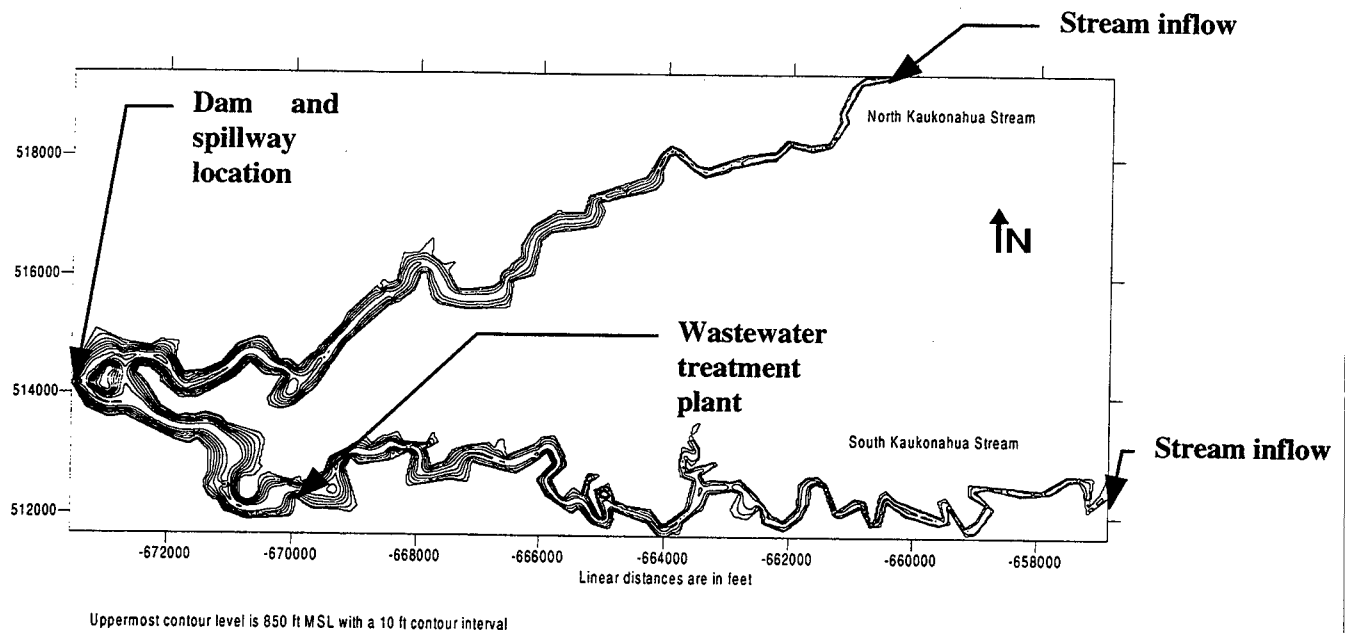 Stream inflow
Dam and
spillway
location
North Kaukonahua Stream
518000
N
516000
Wastewater
treatment
plant
514000
South Kaukonahua Stream
Stream inflow
512000
-672000 -670000 -668000 -666000 -664000 -662000 -660000 -658000
Linear distances are in feet
Uppermost contour level is 850 ft MSL with a 10 ft contour interval